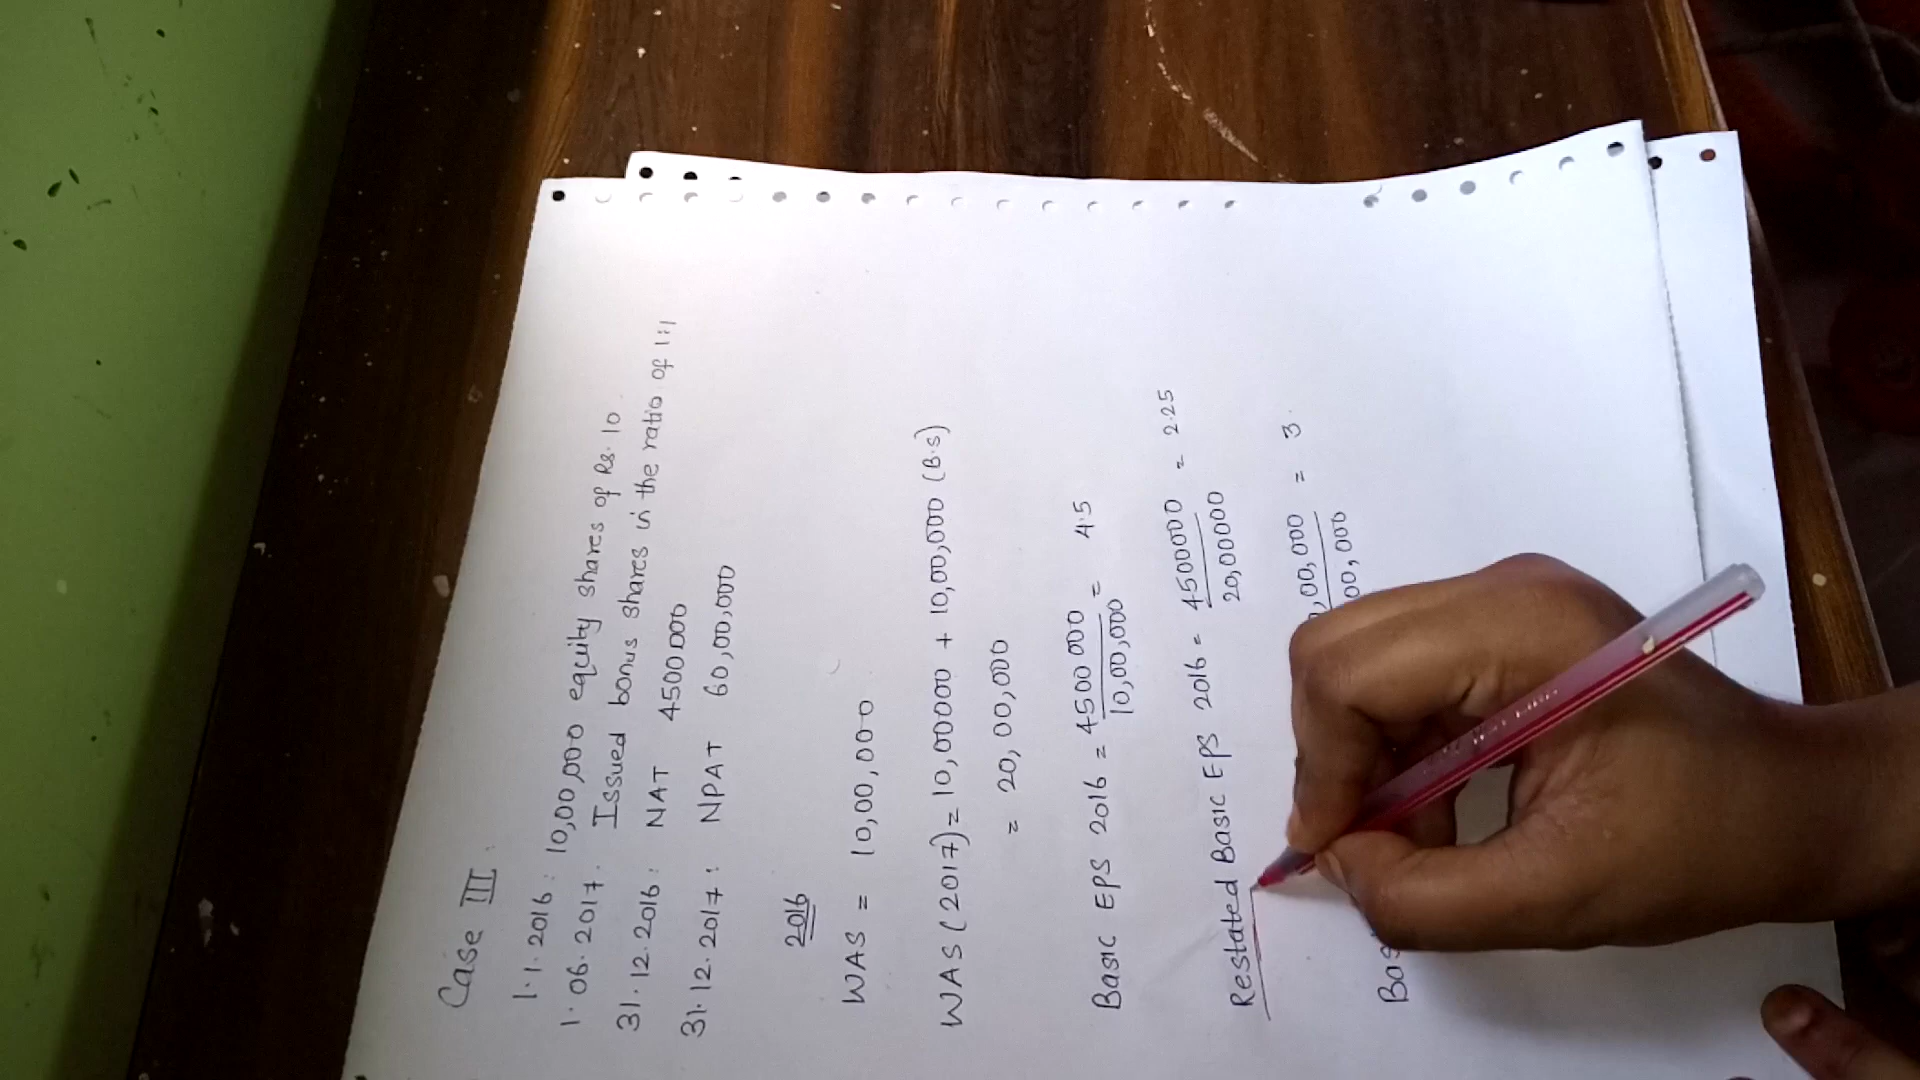 Case III:
1.1.2016: 10,00,000 equity shares of Rs. 10
1.06.2017. Issued bonus shares in the ratio of 1:1
31.12.2016: NAT 4500000
31.12.2017: NPAT 60,00,000
2016
WAS = 10,00,000
WAS (2017) = 10,00000 + 10,00,000 (B.S)
= 20,00,000
Basic EPS 2016 = 4500000 / 10,00,000 = 4.5
Restated Basic EPS 2016 = 4500000 / 20,00000 = 2.25
,00,000 / 00,000 = 3.